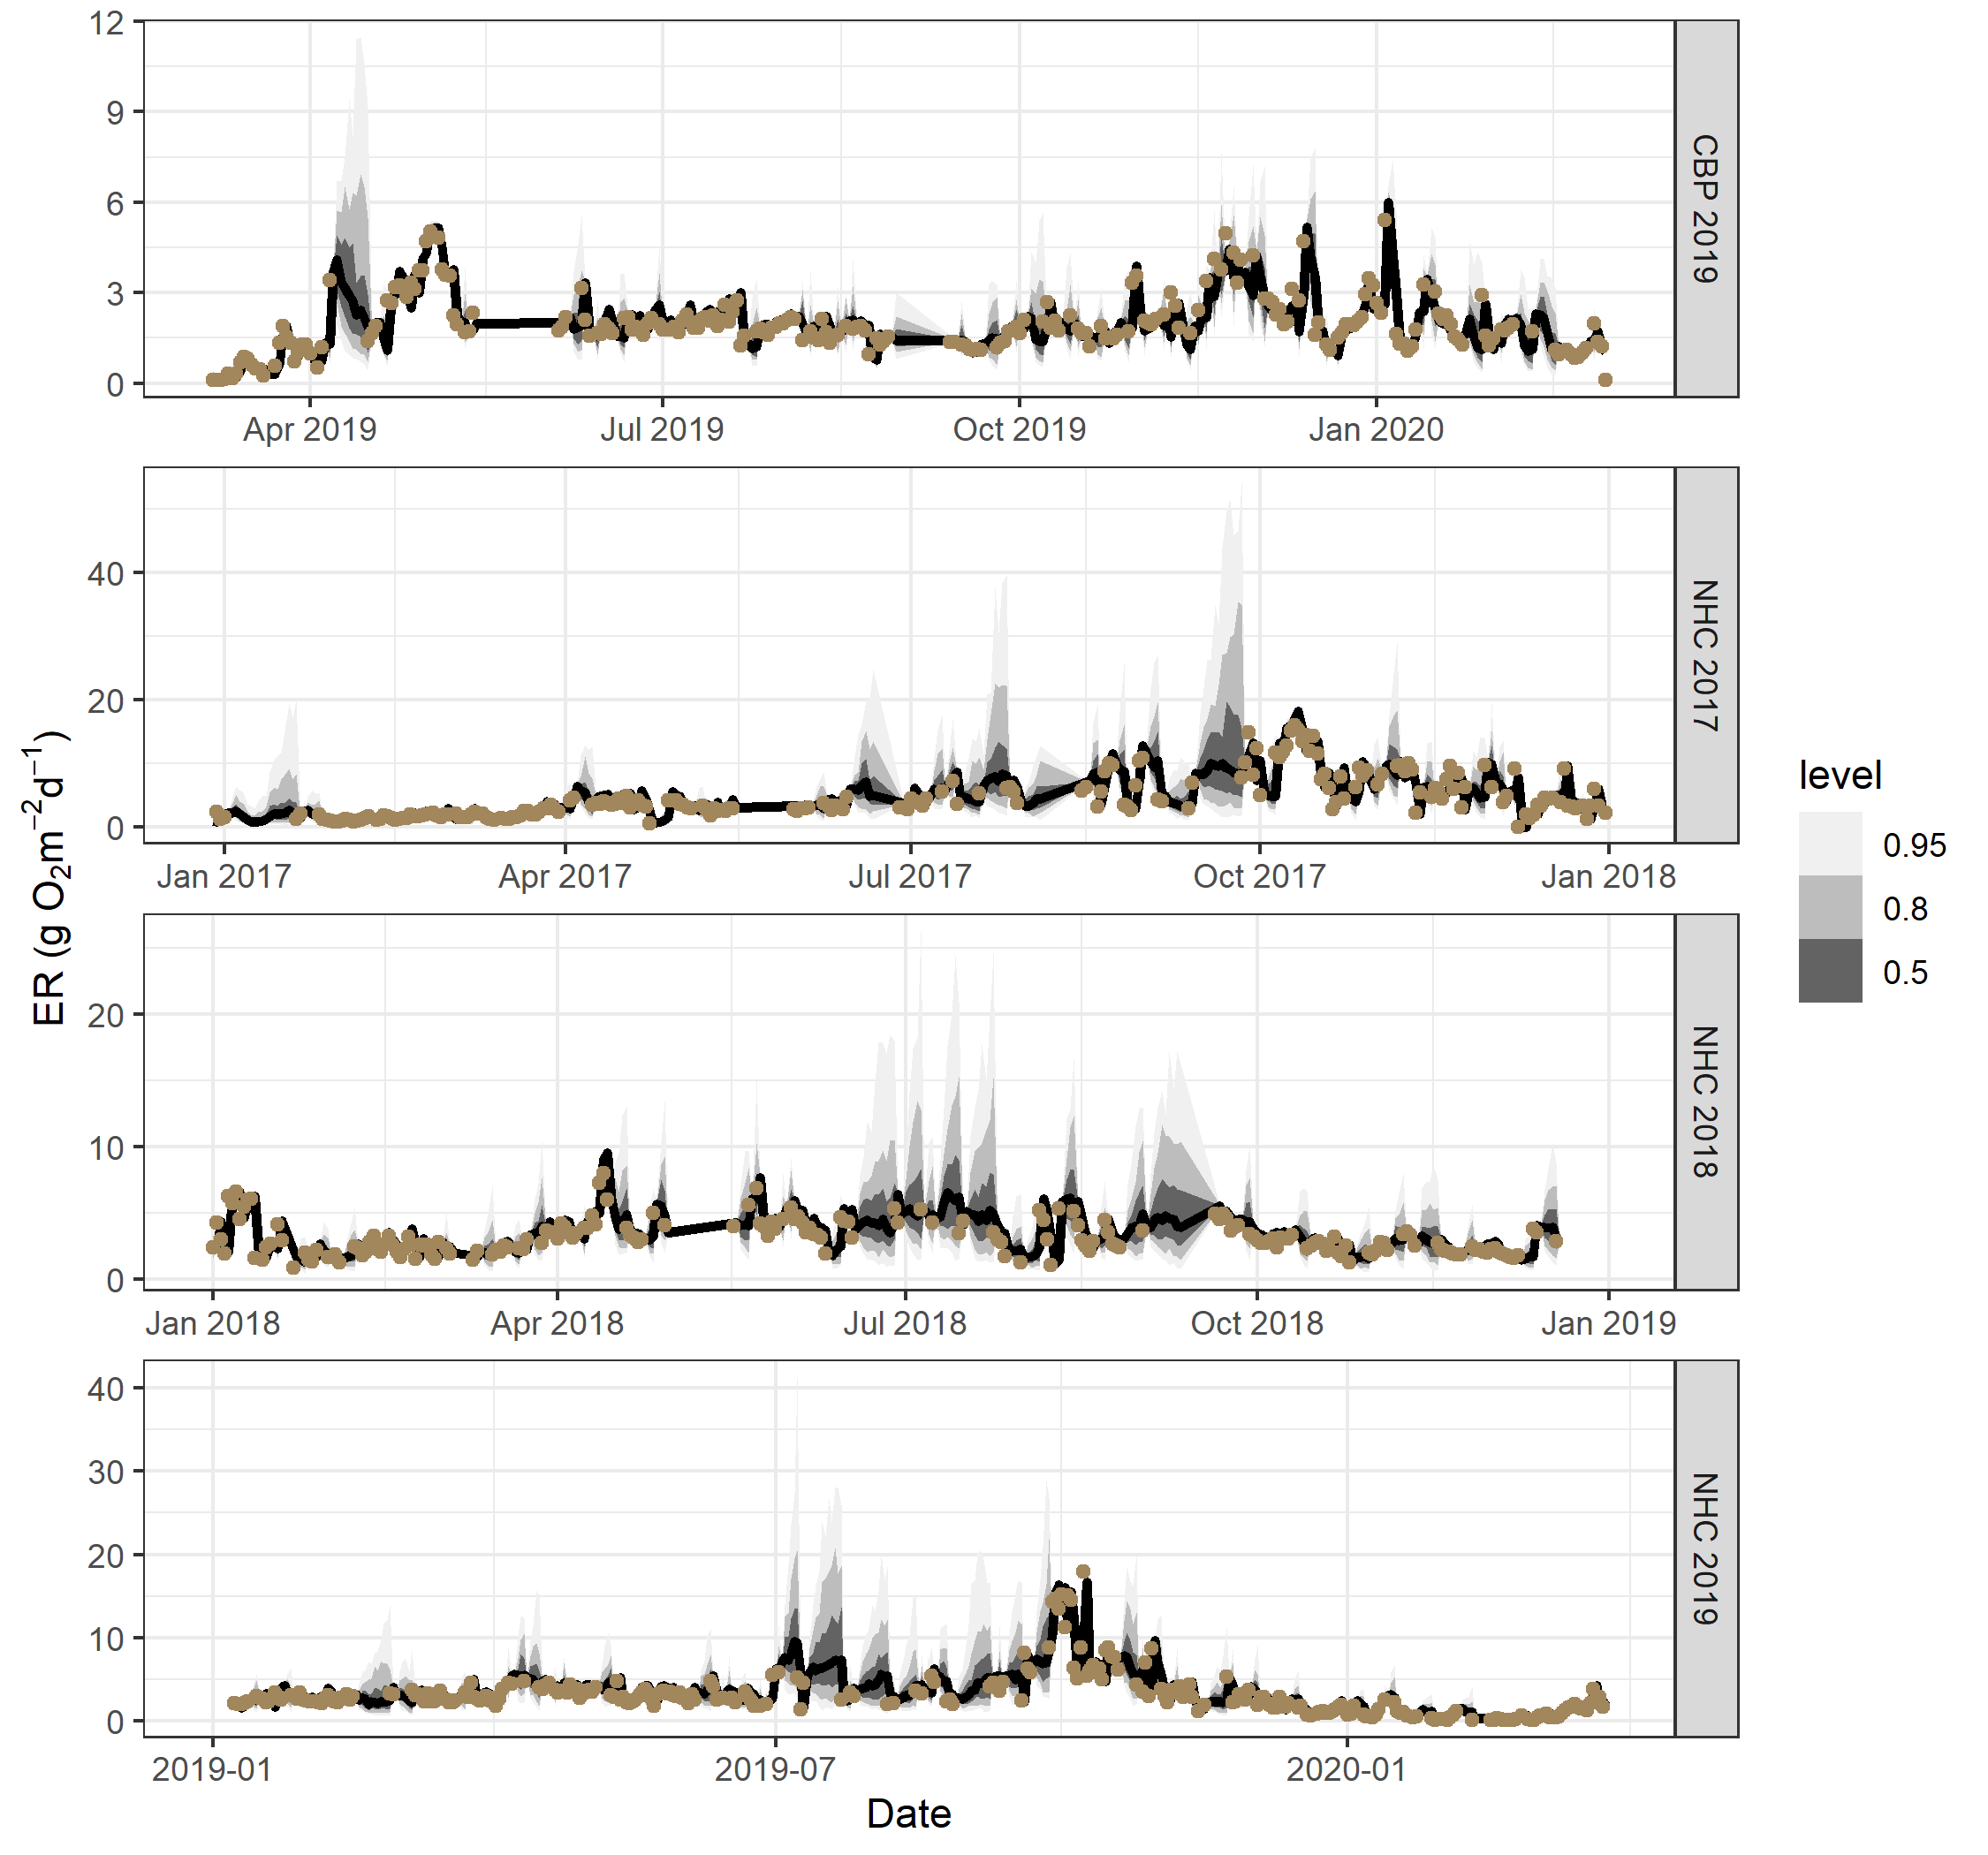 12
9
6
3
0
Apr 2019 Jul 2019 Oct 2019 Jan 2020
CBP 2019
40
20
0
Jan 2017 Apr 2017 Jul 2017 Oct 2017 Jan 2018
NHC 2017
20
10
0
Jan 2018 Apr 2018 Jul 2018 Oct 2018 Jan 2019
NHC 2018
40
30
20
10
0
2019-01 2019-07 2020-01
NHC 2019
ER (g O₂m⁻²d⁻¹)
Date
level
0.95
0.8
0.5